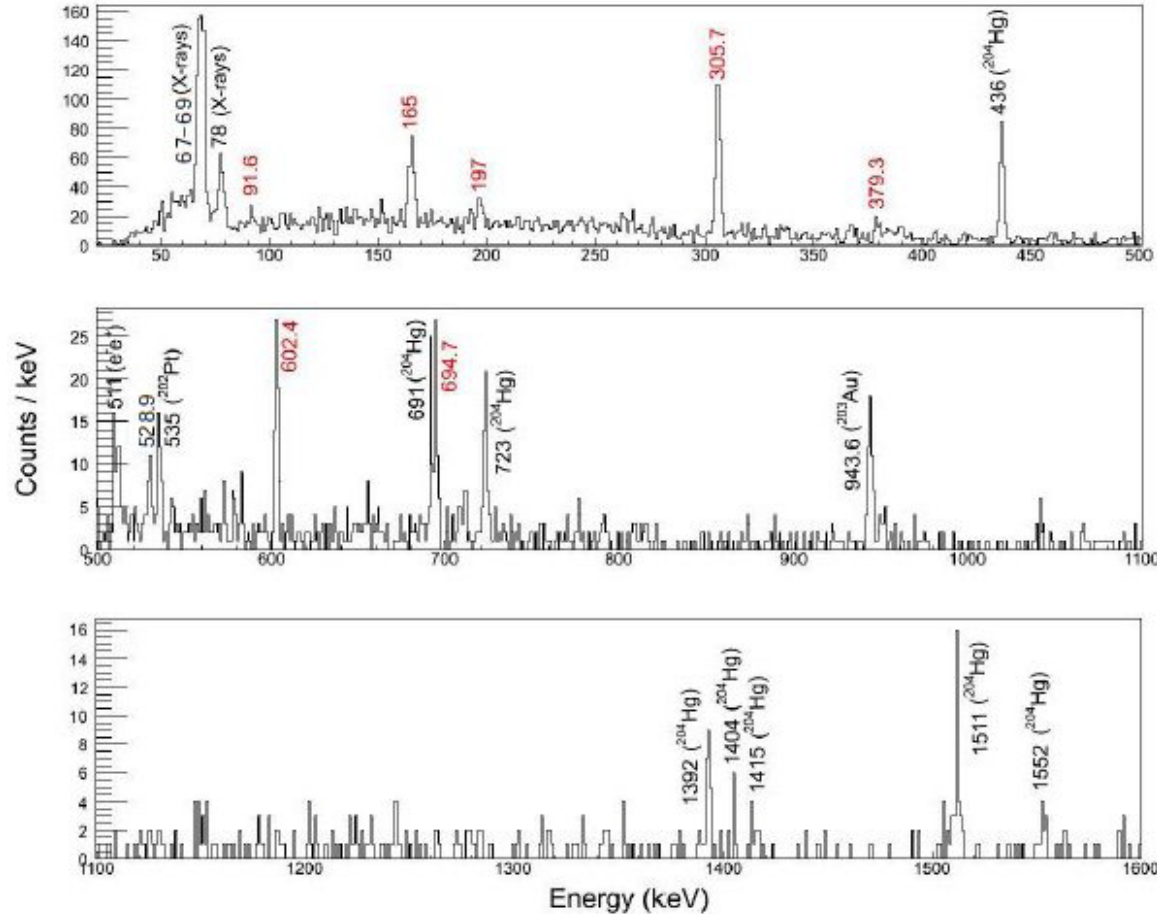 160
140
120
100
80
60
40
20
0
67-69 (X-rays)
78 (X-rays)
91.6
165
197
305.7
379.3
436 (²⁰⁴Hg)
50 100 150 200 250 300 350 400 450 500
25
20
15
10
5
0
511 (e⁻e⁺)
528.9
535 (²⁰²Pt)
602.4
691 (²⁰⁴Hg)
694.7
723 (²⁰⁴Hg)
943.6 (²⁰³Au)
500 600 700 800 900 1000 1100
Counts / keV
16
14
12
10
8
6
4
2
0
1392 (²⁰⁴Hg)
1404 (²⁰⁴Hg)
1415 (²⁰⁴Hg)
1511 (²⁰⁴Hg)
1552 (²⁰⁴Hg)
1100 1200 1300 1400 1500 1600
Energy (keV)